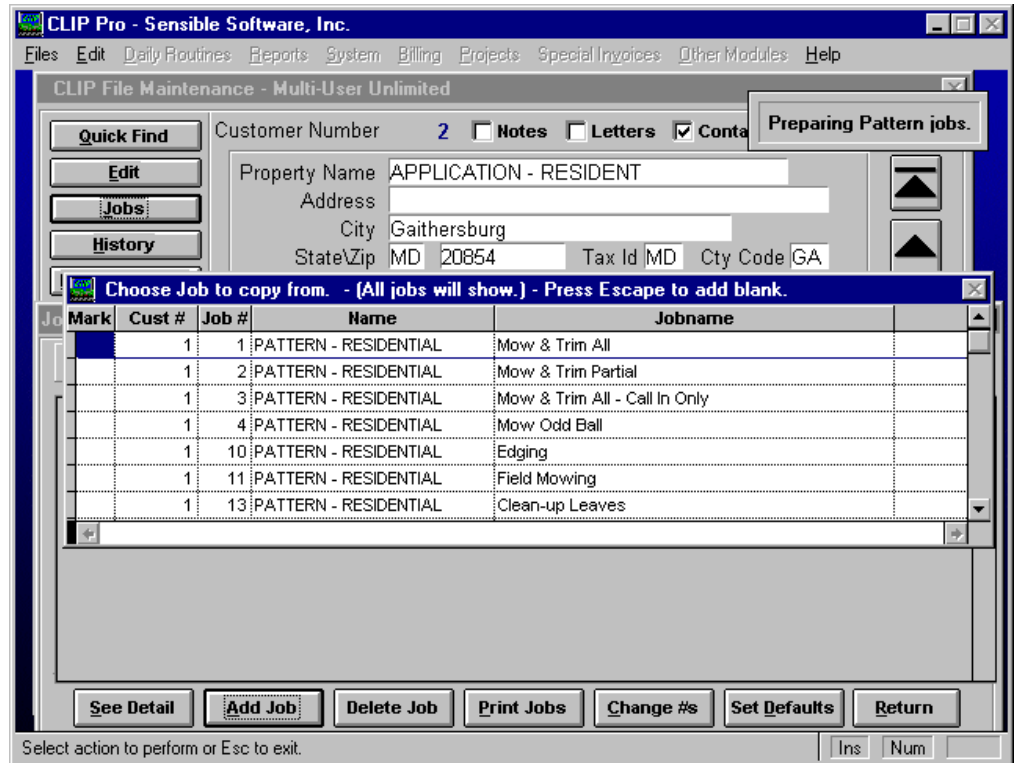 CLIP Pro - Sensible Software, Inc.
Files Edit Daily Routines Reports System Billing Projects Special Invoices Other Modules Help
CLIP File Maintenance - Multi-User Unlimited
Preparing Pattern jobs.
Quick Find
Edit
Jobs
History
Customer Number 2 Notes Letters Conta
Property Name APPLICATION - RESIDENT
Address
City Gaithersburg
State\Zip MD 20854 Tax Id MD Cty Code GA
Choose Job to copy from. - (All jobs will show.) - Press Escape to add blank.
Jo
Mark Cust # Job # Name Jobname
1 1 PATTERN - RESIDENTIAL Mow & Trim All
1 2 PATTERN - RESIDENTIAL Mow & Trim Partial
1 3 PATTERN - RESIDENTIAL Mow & Trim All - Call In Only
1 4 PATTERN - RESIDENTIAL Mow Odd Ball
1 10 PATTERN - RESIDENTIAL Edging
1 11 PATTERN - RESIDENTIAL Field Mowing
1 13 PATTERN - RESIDENTIAL Clean-up Leaves
See Detail Add Job Delete Job Print Jobs Change #s Set Defaults Return
Select action to perform or Esc to exit. Ins Num